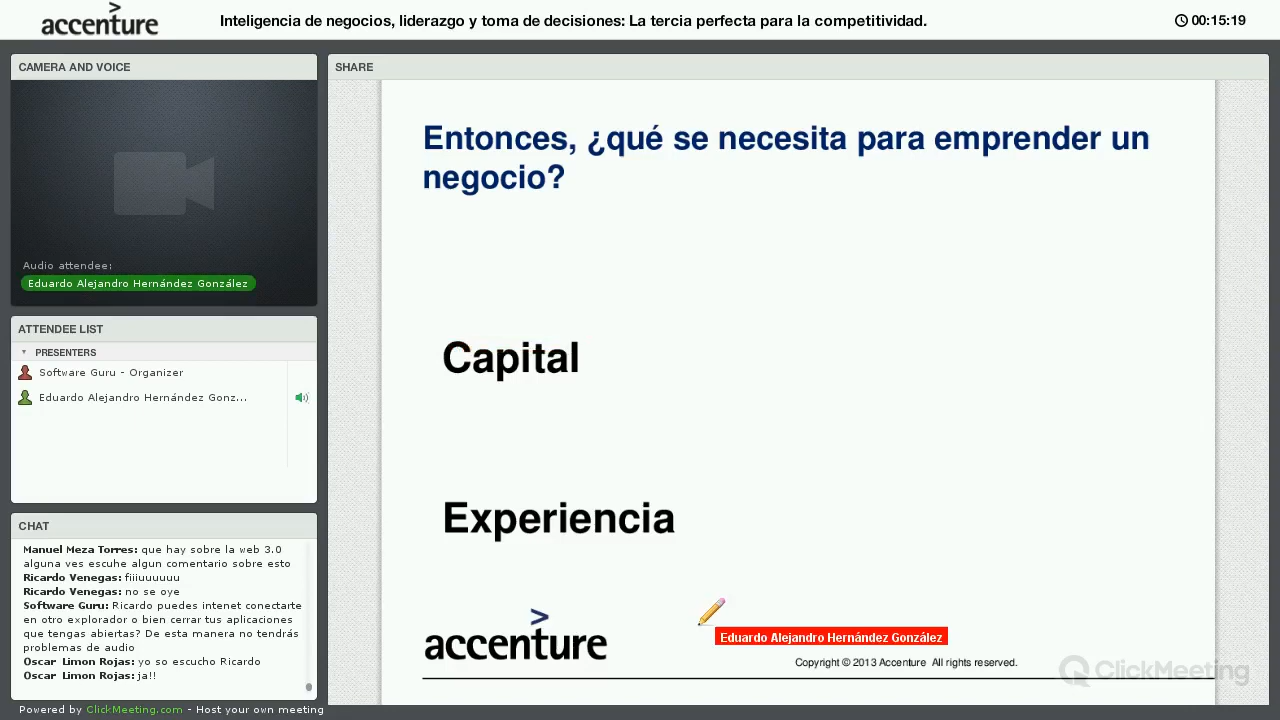 accenture
Inteligencia de negocios, liderazgo y toma de decisiones: La tercia perfecta para la competitividad.
00:15:19
CAMERA AND VOICE
Audio attendee:
Eduardo Alejandro Hernández González
ATTENDEE LIST
PRESENTERS
Software Guru - Organizer
Eduardo Alejandro Hernández Gonz...
CHAT
Manuel Meza Torres: que hay sobre la web 3.0
alguna ves escuhe algun comentario sobre esto
Ricardo Venegas: fiiiuuuuuu
Ricardo Venegas: no se oye
Software Guru: Ricardo puedes intenet conectarte
en otro explorador o bien cerrar tus aplicaciones
que tengas abiertas? De esta manera no tendrás
problemas de audio
Oscar Limon Rojas: yo so escucho Ricardo
Oscar Limon Rojas: ja!!
Powered by ClickMeeting.com - Host your own meeting
SHARE
Entonces, ¿qué se necesita para emprender un
negocio?
Capital
Experiencia
accenture
Eduardo Alejandro Hernández González
Copyright © 2013 Accenture All rights reserved.
ClickMeeting